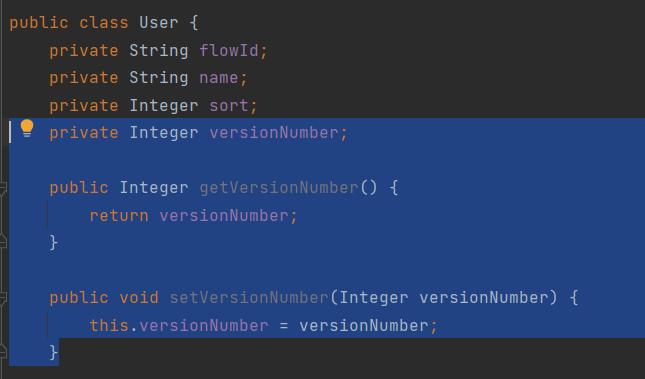 public class User {
    private String flowId;
    private String name;
    private Integer sort;
    private Integer versionNumber;

    public Integer getVersionNumber() {
        return versionNumber;
    }

    public void setVersionNumber(Integer versionNumber) {
        this.versionNumber = versionNumber;
    }